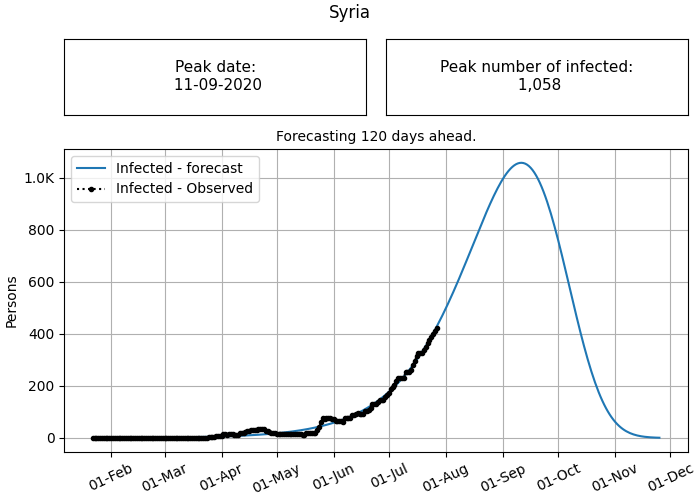 Syria
Peak date:
11-09-2020
Peak number of infected:
1,058
Forecasting 120 days ahead.
Infected - forecast
Infected - Observed
Persons
1.0K
800
600
400
200
0
01-Feb
01-Mar
01-Apr
01-May
01-Jun
01-Jul
01-Aug
01-Sep
01-Oct
01-Nov
01-Dec